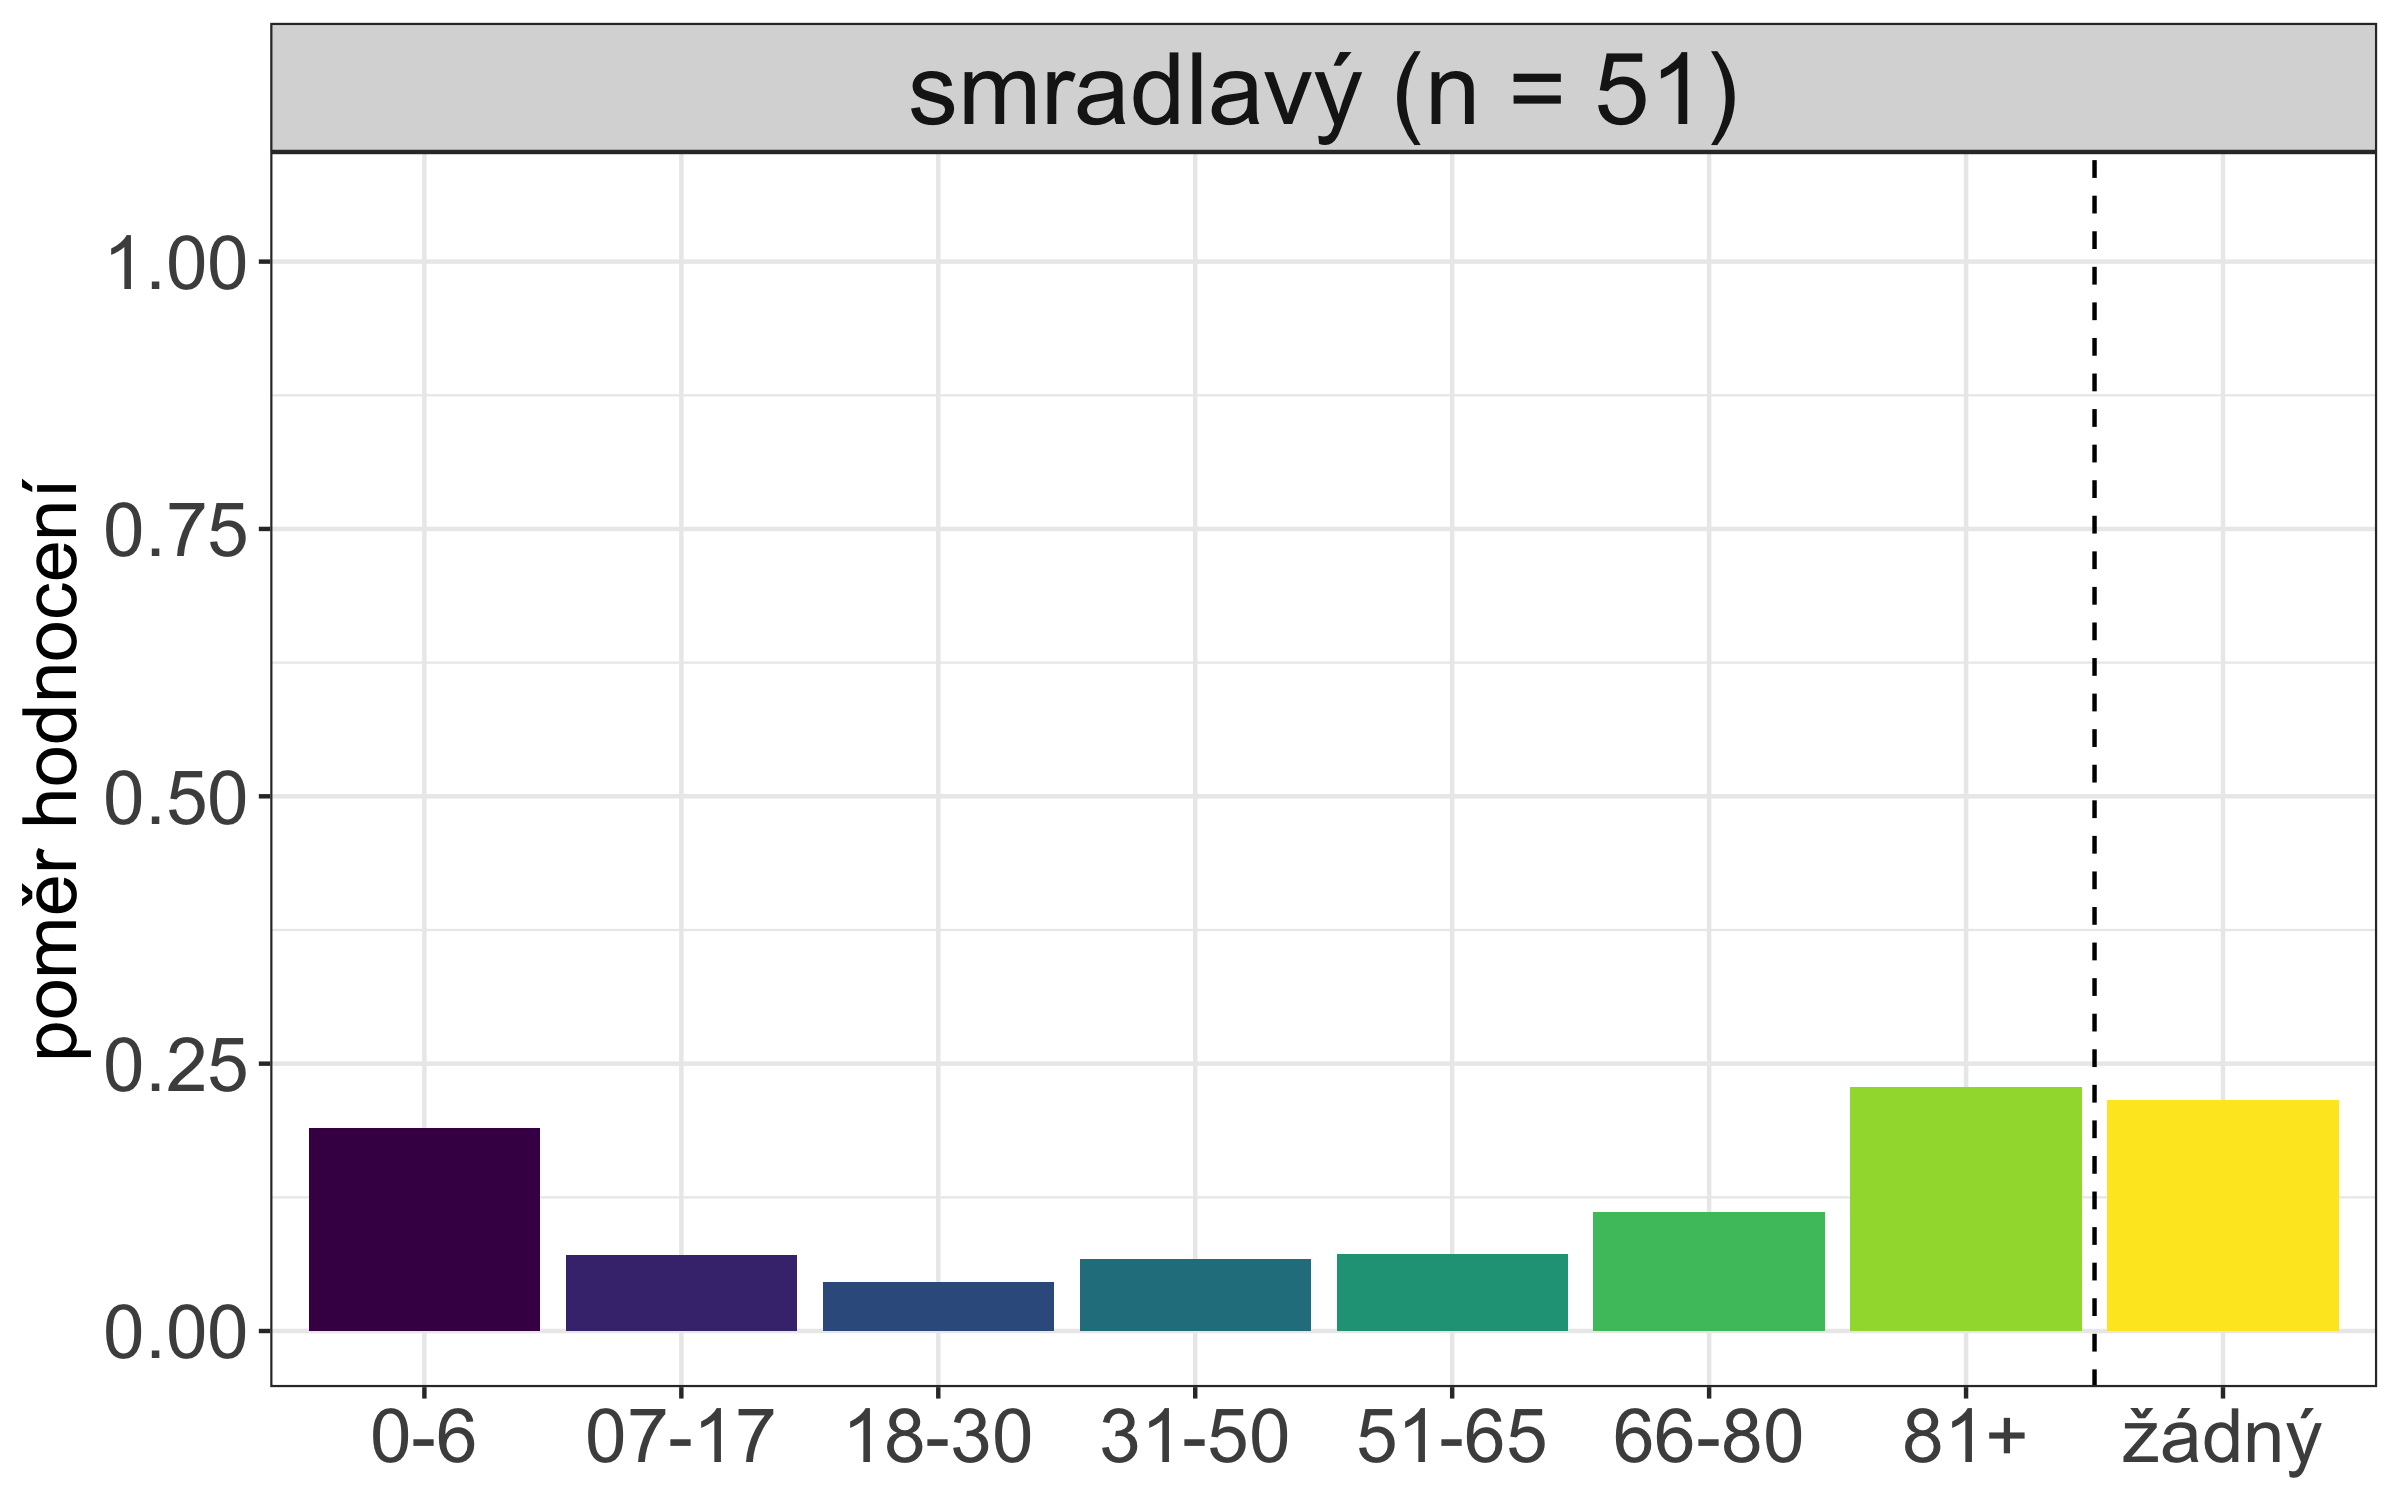 smradlavý (n = 51)
poměr hodnocení
1.00
0.75
0.50
0.25
0.00
0-6 07-17 18-30 31-50 51-65 66-80 81+ žádný